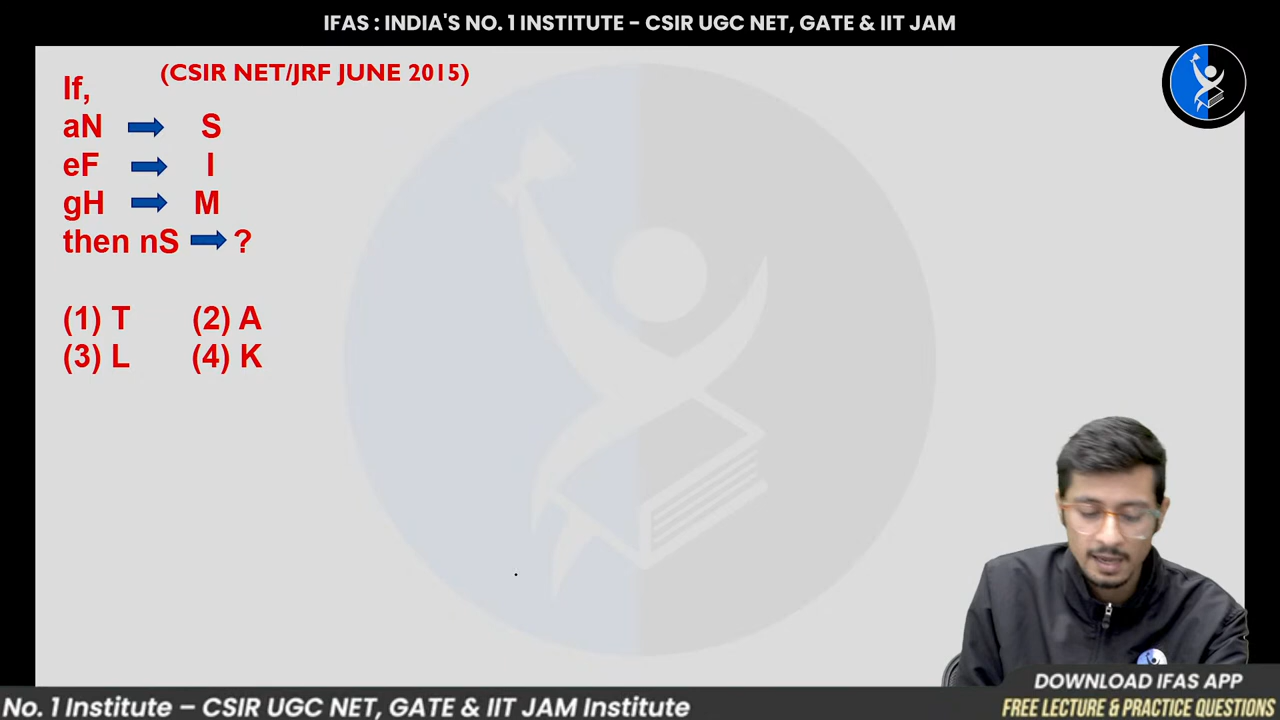 IFAS : INDIA'S NO. 1 INSTITUTE - CSIR UGC NET, GATE & IIT JAM
(CSIR NET/JRF JUNE 2015)
If,
aN ➡ S
eF ➡ I
gH ➡ M
then nS ➡ ?
(1) T (2) A
(3) L (4) K
DOWNLOAD IFAS APP
No. 1 Institute – CSIR UGC NET, GATE & IIT JAM Institute
FREE LECTURE & PRACTICE QUESTIONS